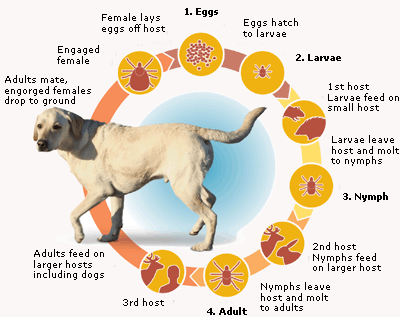 1. Eggs
Eggs hatch
to larvae
2. Larvae
1st host
Larvae feed on
small host
Larvae leave
host and molt
to nymphs
3. Nymph
2nd host
Nymphs feed
on larger host
Nymphs leave
host and molt
to adults
4. Adult
3rd host
Adults feed on
larger hosts
including dogs
Adults mate,
engorged females
drop to ground
Engaged
female
Female lays
eggs off host